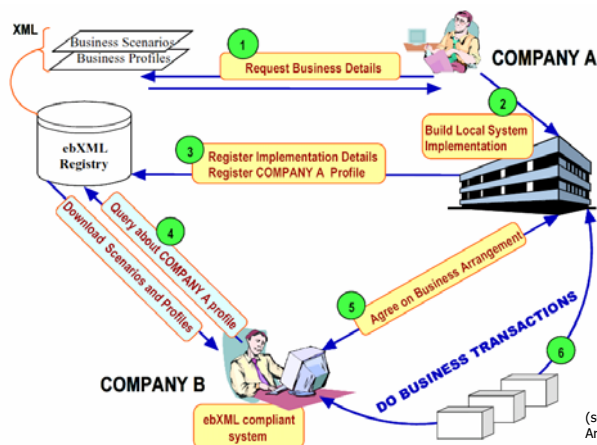 XML
Business Scenarios
Business Profiles
1
Request Business Details
COMPANY A
2
Build Local System
Implementation
ebXML
Registry
3
Register Implementation Details
Register COMPANY A Profile
4
Query about COMPANY A profile
Download Scenarios and Profiles
5
Agree on Business Arrangement
DO BUSINESS TRANSACTIONS
6
COMPANY B
ebXML compliant
system
(s
Ar